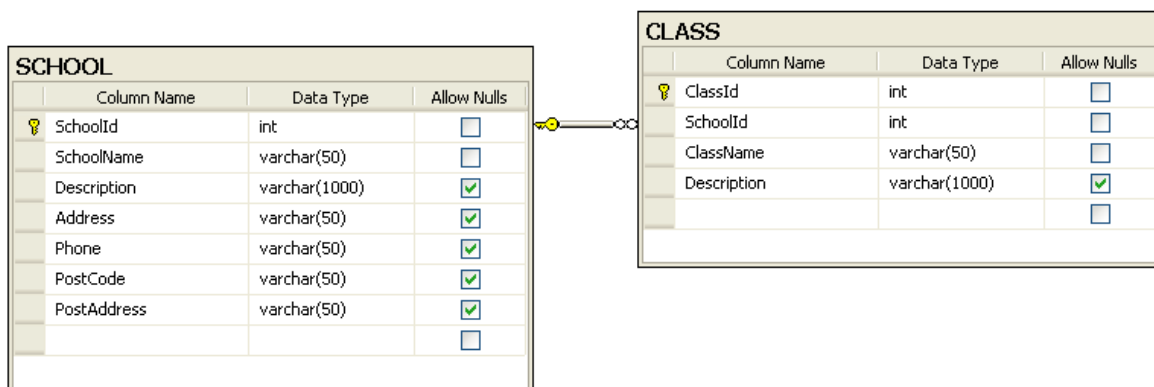 SCHOOL
Column Name Data Type Allow Nulls
SchoolId int
SchoolName varchar(50)
Description varchar(1000)
Address varchar(50)
Phone varchar(50)
PostCode varchar(50)
PostAddress varchar(50)
CLASS
Column Name Data Type Allow Nulls
ClassId int
SchoolId int
ClassName varchar(50)
Description varchar(1000)